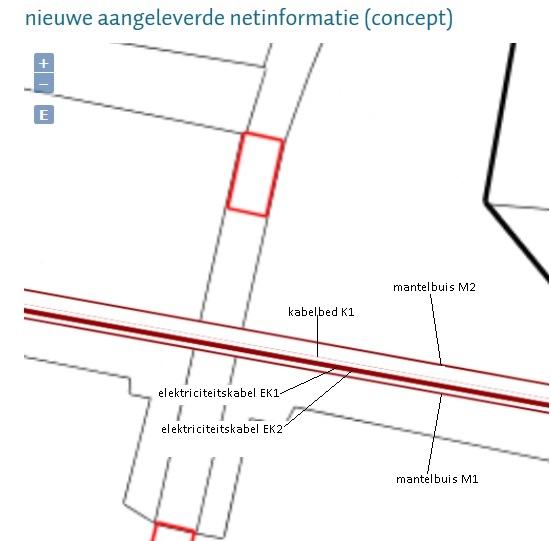 nieuwe aangeleverde netinformatie (concept)
+
−
E
mantelbuis M2
kabelbed K1
elektriciteitskabel EK1
elektriciteitskabel EK2
mantelbuis M1